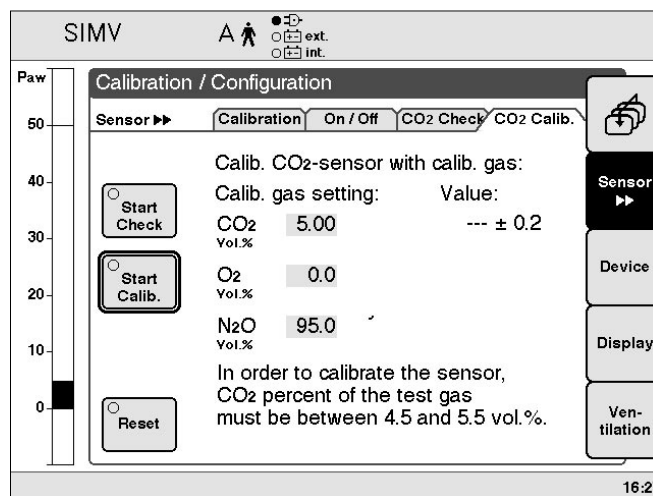 SIMV A ext.
int.
Paw
50
40
30
20
10
0
Calibration / Configuration
Sensor Calibration On / Off CO2 Check CO2 Calib.
Calib. CO2-sensor with calib. gas:
Calib. gas setting: Value:
Start
Check
CO2 5.00 --- ± 0.2
Vol.%
Start
Calib.
O2 0.0
Vol.%
N2O 95.0
Vol.%
In order to calibrate the sensor,
CO2 percent of the test gas
must be between 4.5 and 5.5 vol.%.
Reset
Sensor
Device
Display
Ven-
tilation
16:2